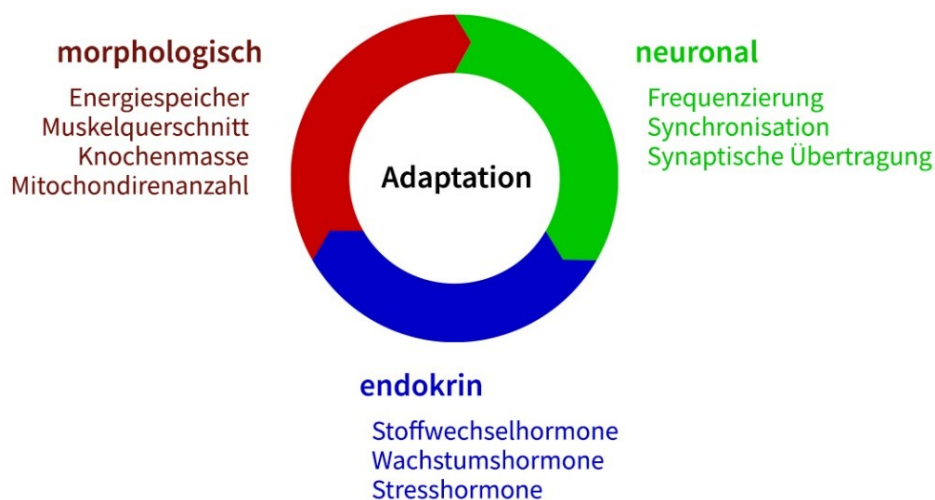 morphologisch
Energiespeicher
Muskelquerschnitt
Knochenmasse
Mitochondirenanzahl
neuronal
Frequenzierung
Synchronisation
Synaptische Übertragung
Adaptation
endokrin
Stoffwechselhormone
Wachstumshormone
Stresshormone